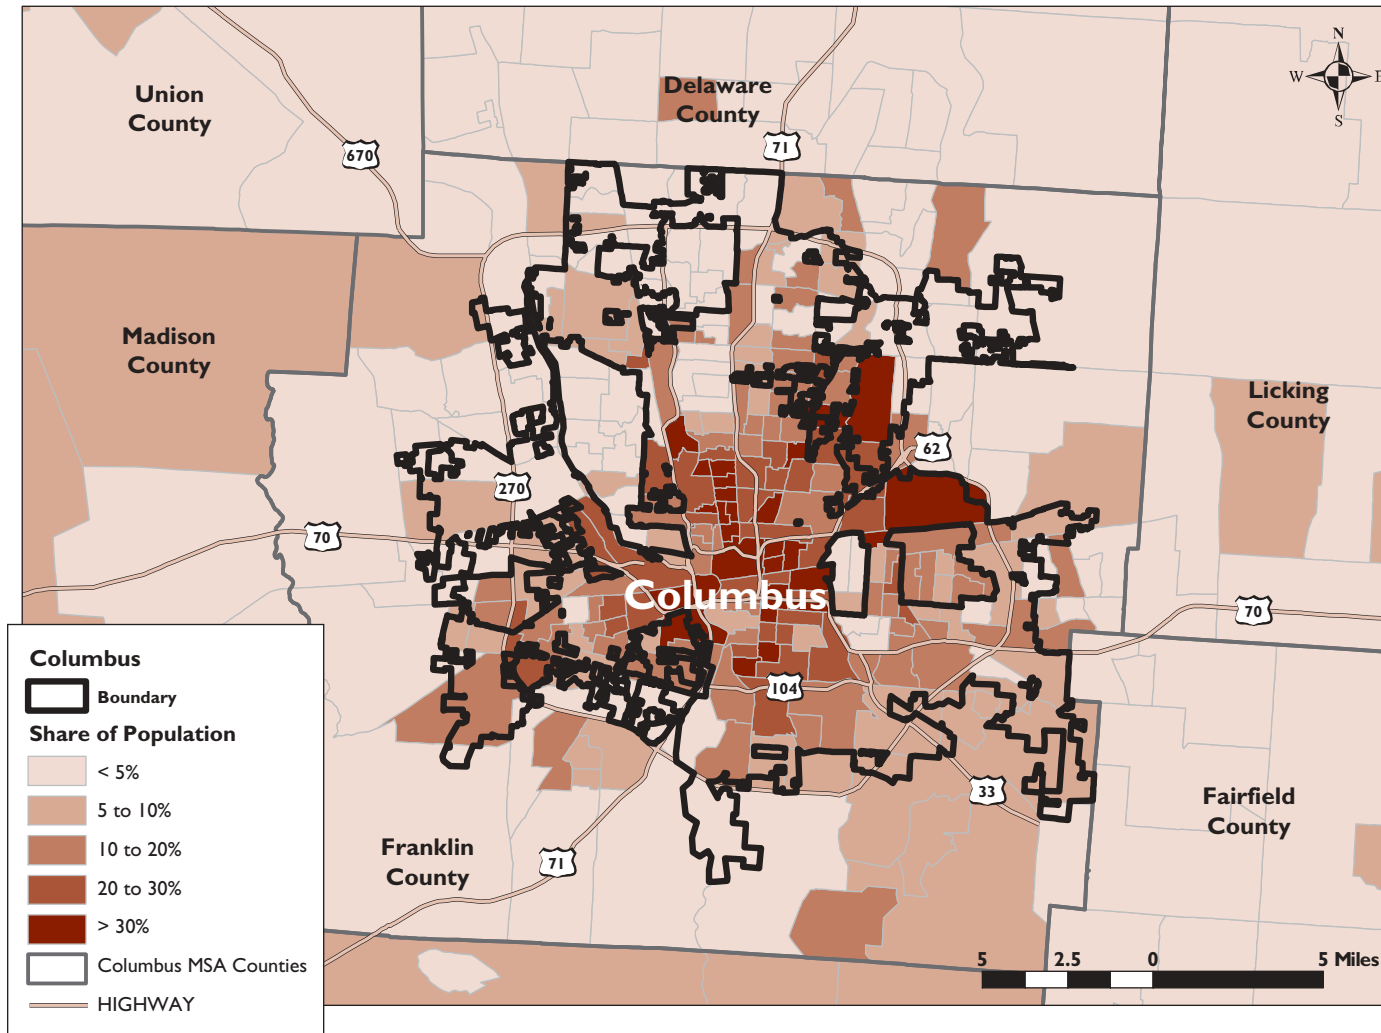 N
W E
S
Union
County
Delaware
County
670
71
Madison
County
Licking
County
62
270
70
Columbus
70
104
33
Fairfield
County
Franklin
County
71
Columbus
Boundary
Share of Population
< 5%
5 to 10%
10 to 20%
20 to 30%
> 30%
Columbus MSA Counties
HIGHWAY
5 2.5 0 5 Miles